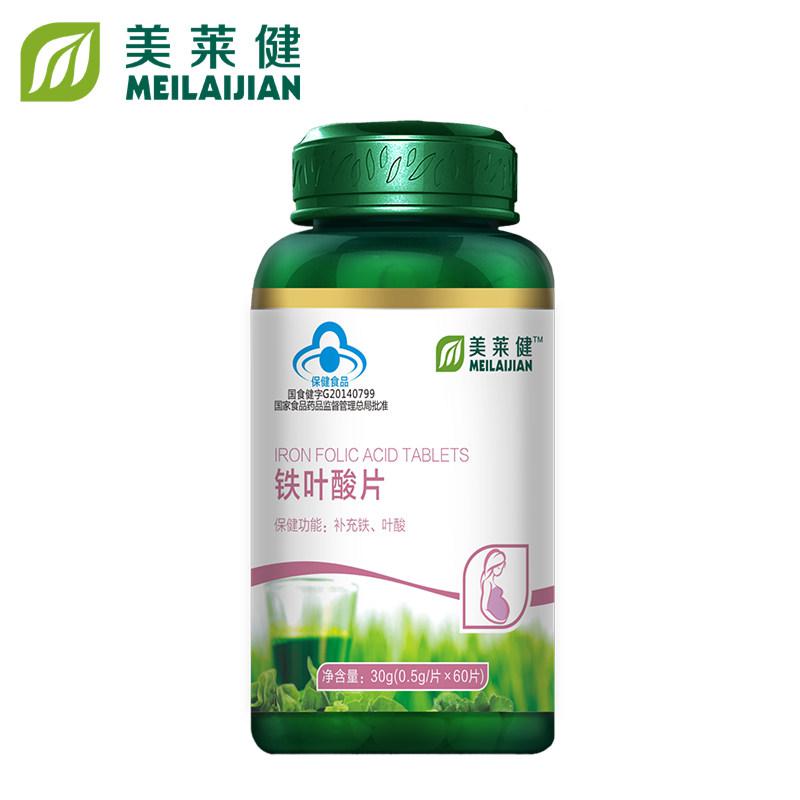 美莱健
MEILAIJIAN
美莱健™
MEILAIJIAN
保健食品
国食健字G20140799
国家食品药品监督管理总局批准
IRON FOLIC ACID TABLETS
铁叶酸片
保健功能：补充铁、叶酸
净含量：30g(0.5g/片×60片)